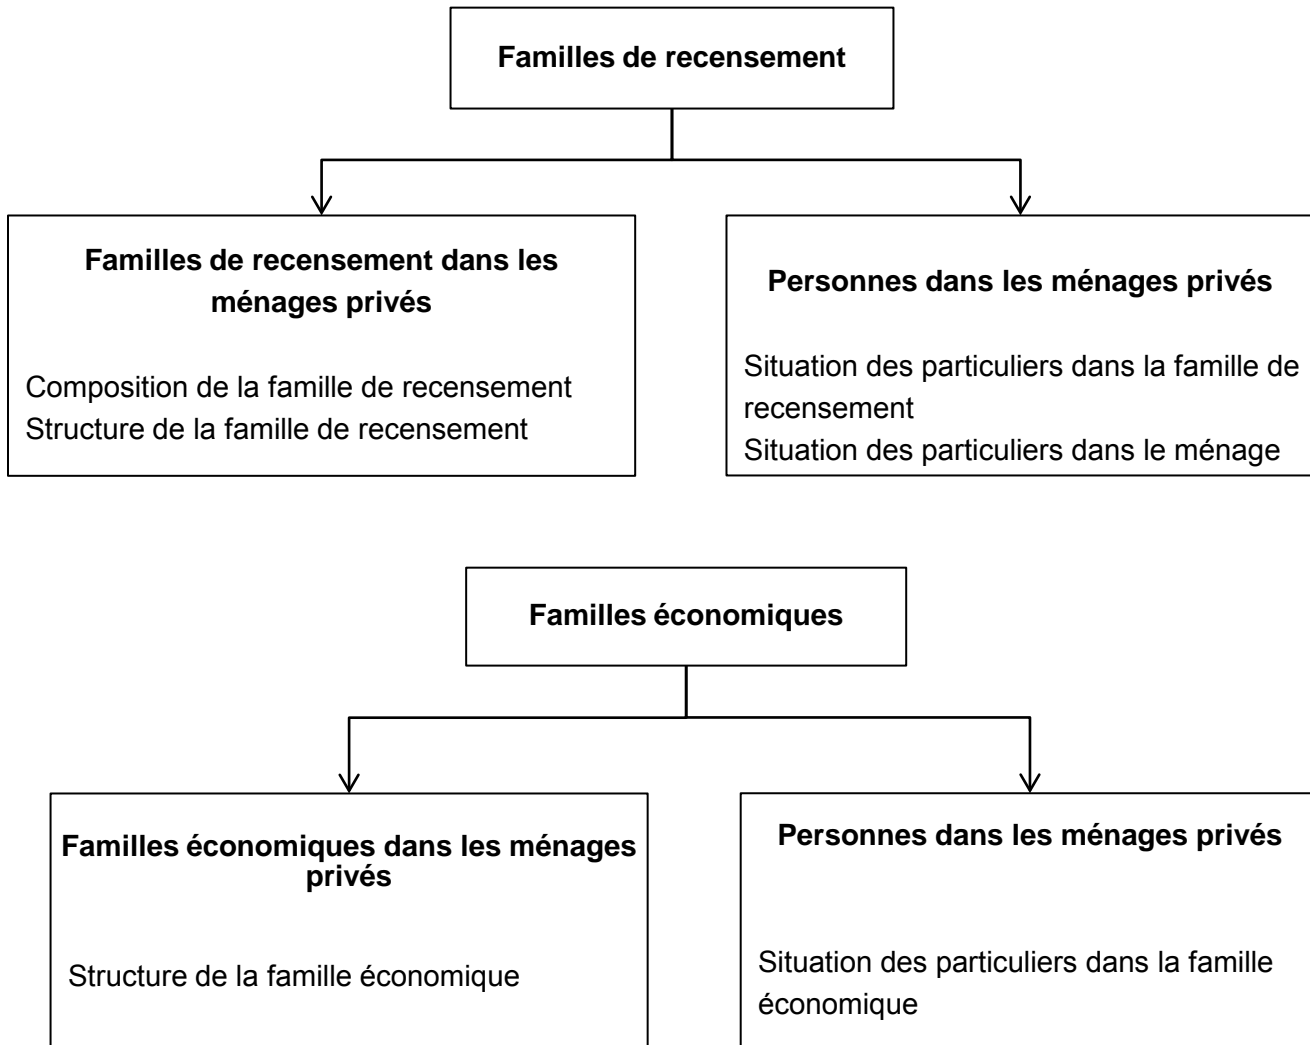 Familles de recensement
Familles de recensement dans les
ménages privés
Composition de la famille de recensement
Structure de la famille de recensement
Personnes dans les ménages privés
Situation des particuliers dans la famille de
recensement
Situation des particuliers dans le ménage
Familles économiques
Familles économiques dans les ménages
privés
Structure de la famille économique
Personnes dans les ménages privés
Situation des particuliers dans la famille
économique